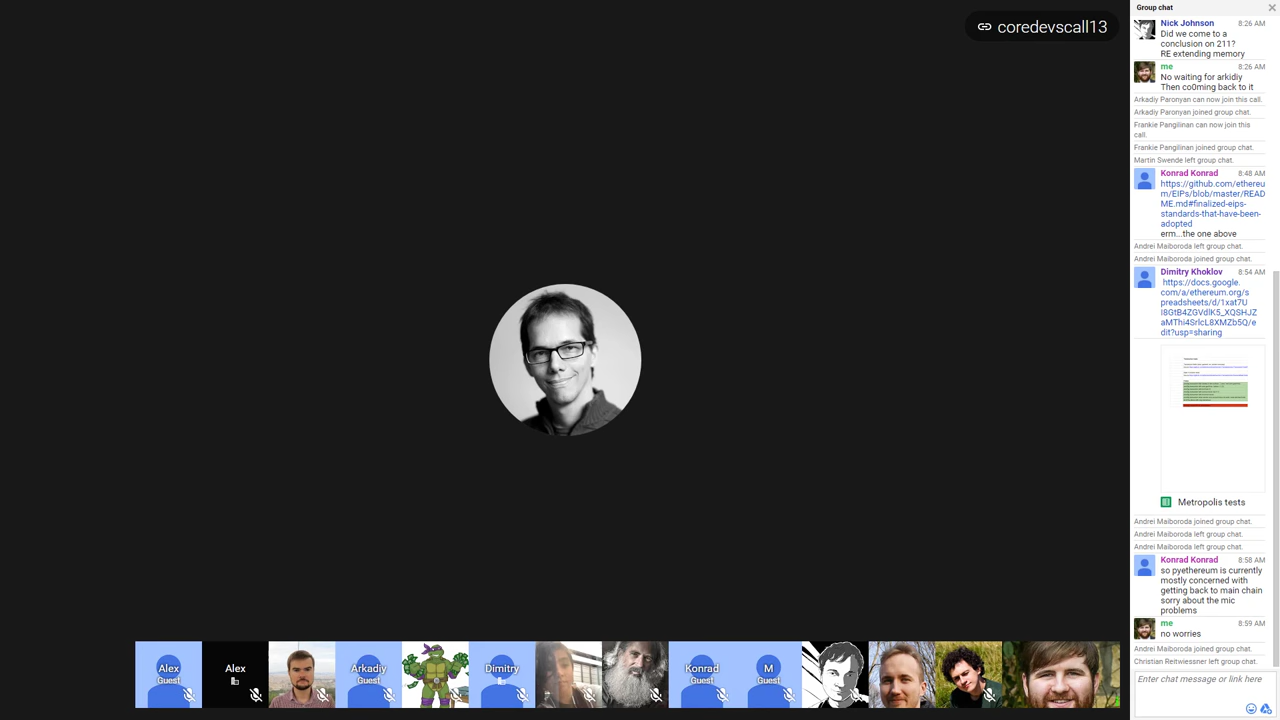 coredevscall13
Group chat
Nick Johnson 8:26 AM
Did we come to a
conclusion on 211?
RE extending memory
me 8:26 AM
No waiting for arkidiy
Then co0ming back to it
Arkadiy Paronyan can now join this call.
Arkadiy Paronyan joined group chat.
Frankie Pangilinan can now join this
call.
Frankie Pangilinan joined group chat.
Martin Swende left group chat.
Konrad Konrad 8:48 AM
https://github.com/ethereu
m/EIPs/blob/master/READ
ME.md#finalized-eips-
standards-that-have-been-
adopted
erm...the one above
Andrei Maiboroda left group chat.
Andrei Maiboroda joined group chat.
Dimitry Khoklov 8:54 AM
https://docs.google.
com/a/ethereum.org/s
preadsheets/d/1xat7U
I8GtB4ZGVdlK5_XQSHJZ
aMThi4SrlcL8XMZb5Q/e
dit?usp=sharing
Metropolis tests
Andrei Maiboroda joined group chat.
Andrei Maiboroda left group chat.
Andrei Maiboroda left group chat.
Konrad Konrad 8:58 AM
so pyethereum is currently
mostly concerned with
getting back to main chain
sorry about the mic
problems
me 8:59 AM
no worries
Andrei Maiboroda joined group chat.
Christian Reitwiessner left group chat.
Enter chat message or link here
Alex
Guest
Alex
Arkadiy
Guest
Dimitry
Konrad
Guest
M
Guest